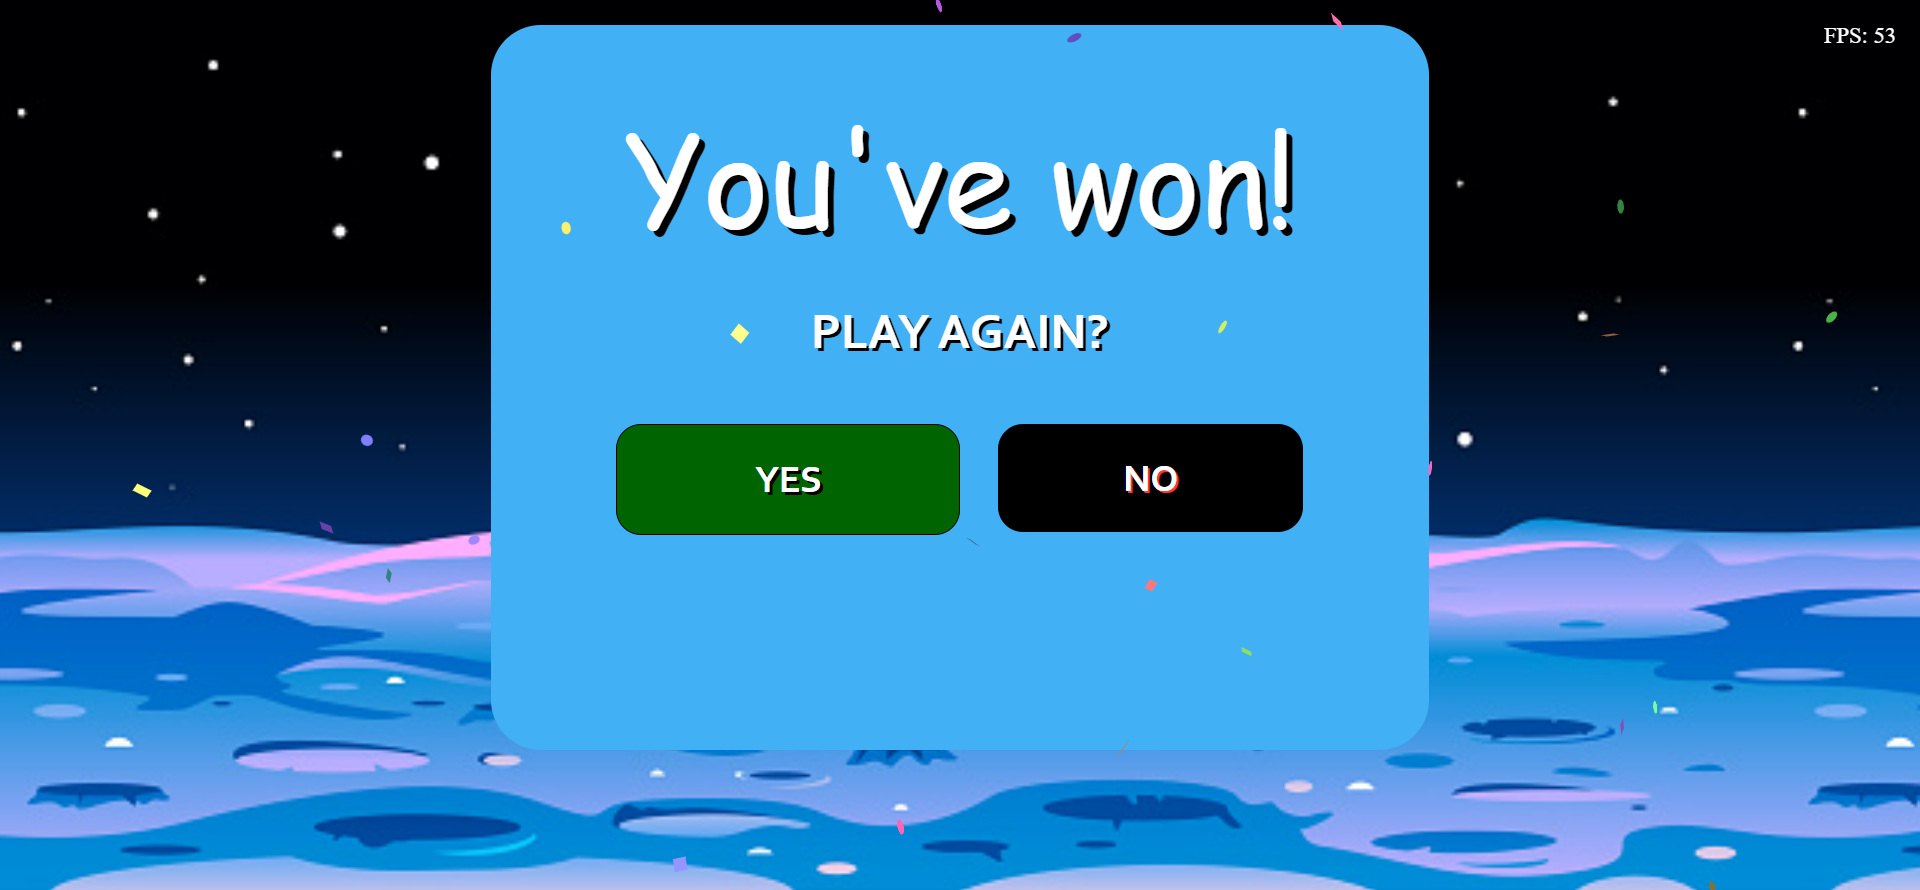 FPS: 53
You've won!
PLAY AGAIN?
YES
NO